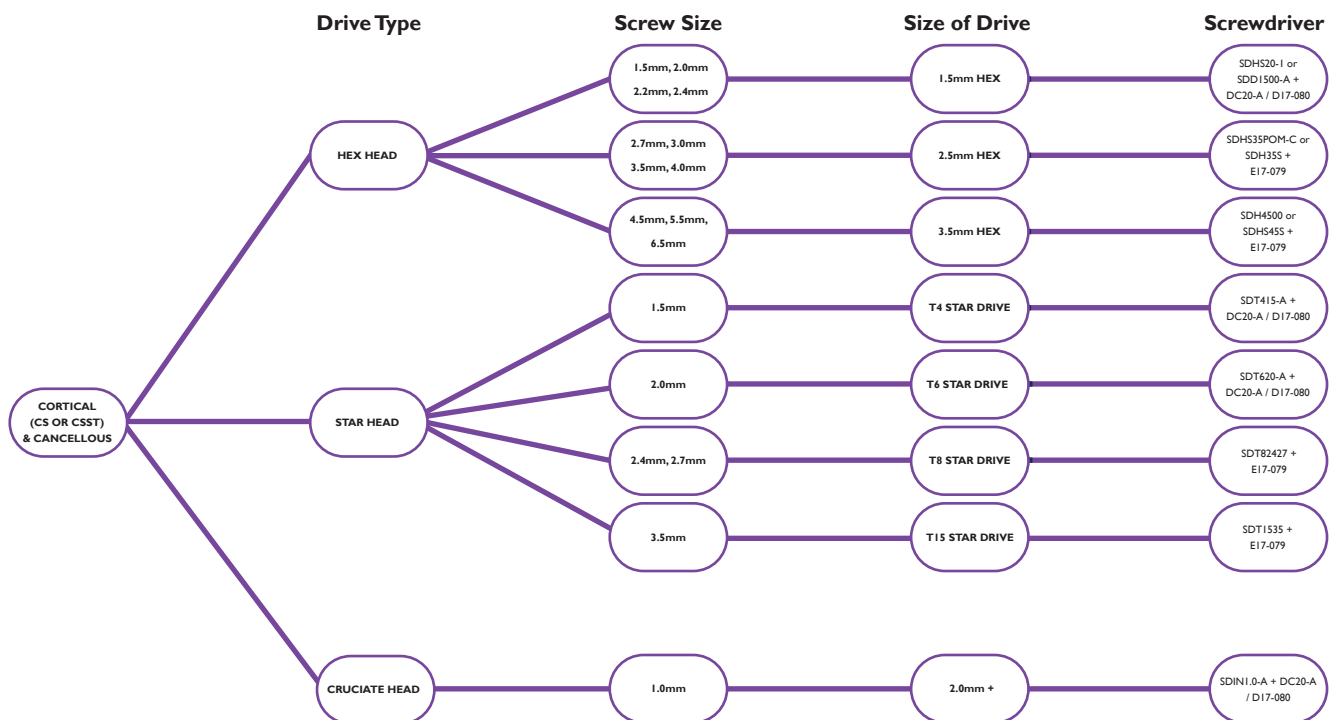 Drive Type
Screw Size
Size of Drive
Screwdriver
CORTICAL
(CS OR CSST)
& CANCELLOUS
HEX HEAD
1.5mm, 2.0mm
2.2mm, 2.4mm
1.5mm HEX
SDHS20-1 or
SDD1500-A +
DC20-A / D17-080
2.7mm, 3.0mm
3.5mm, 4.0mm
2.5mm HEX
SDHS35POM-C or
SDH35S +
E17-079
4.5mm, 5.5mm,
6.5mm
3.5mm HEX
SDH4500 or
SDHS45S +
E17-079
STAR HEAD
1.5mm
T4 STAR DRIVE
SDT415-A +
DC20-A / D17-080
2.0mm
T6 STAR DRIVE
SDT620-A +
DC20-A / D17-080
2.4mm, 2.7mm
T8 STAR DRIVE
SDT82427 +
E17-079
3.5mm
T15 STAR DRIVE
SDT1535 +
E17-079
CRUCIATE HEAD
1.0mm
2.0mm +
SDIN1.0-A + DC20-A
/ D17-080